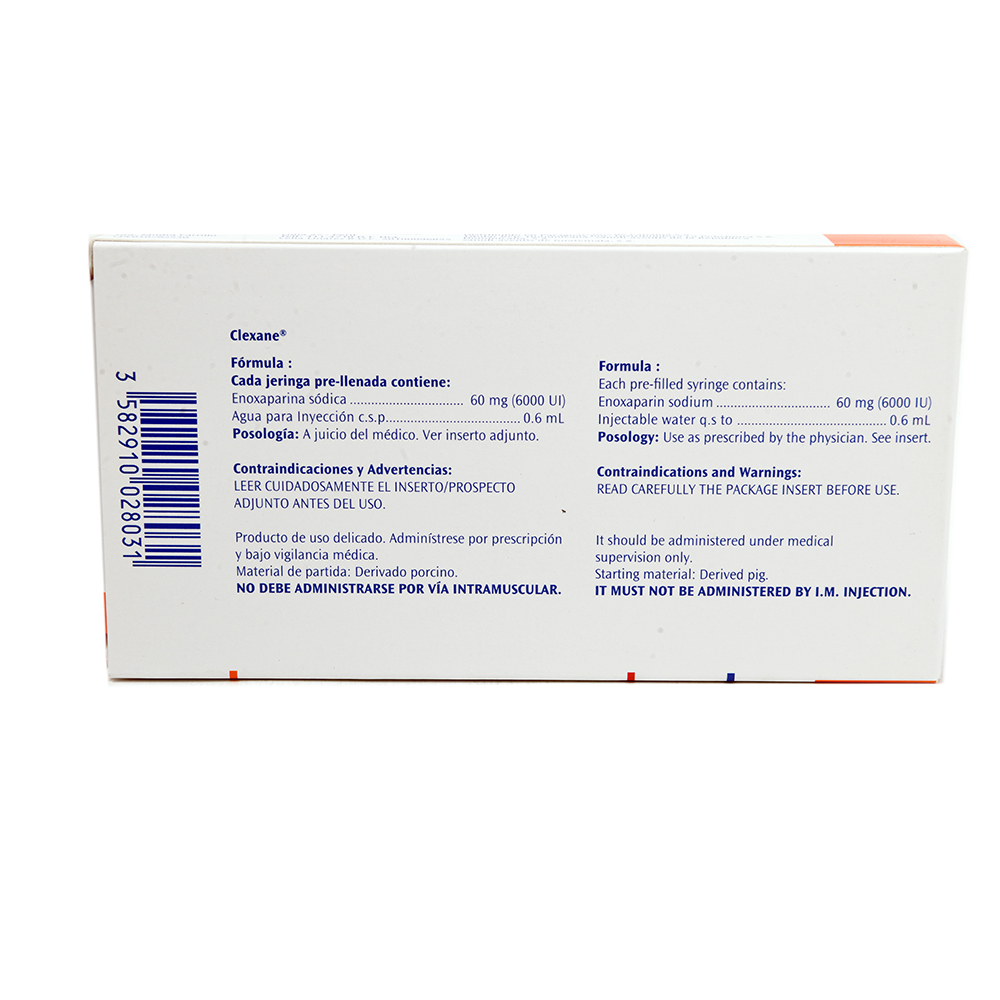 Clexane®
Fórmula :
Cada jeringa pre-llenada contiene:
Enoxaparina sódica ................................ 60 mg (6000 UI)
Agua para Inyección c.s.p...................................... 0.6 mL
Posología: A juicio del médico. Ver inserto adjunto.
Contraindicaciones y Advertencias:
LEER CUIDADOSAMENTE EL INSERTO/PROSPECTO
ADJUNTO ANTES DEL USO.
Producto de uso delicado. Adminístrese por prescripción
y bajo vigilancia médica.
Material de partida: Derivado porcino.
NO DEBE ADMINISTRARSE POR VÍA INTRAMUSCULAR.
Formula :
Each pre-filled syringe contains:
Enoxaparin sodium ................................ 60 mg (6000 IU)
Injectable water q.s to .......................................... 0.6 mL
Posology: Use as prescribed by the physician. See insert.
Contraindications and Warnings:
READ CAREFULLY THE PACKAGE INSERT BEFORE USE.
It should be administered under medical
supervision only.
Starting material: Derived pig.
IT MUST NOT BE ADMINISTERED BY I.M. INJECTION.
3 582910 028031